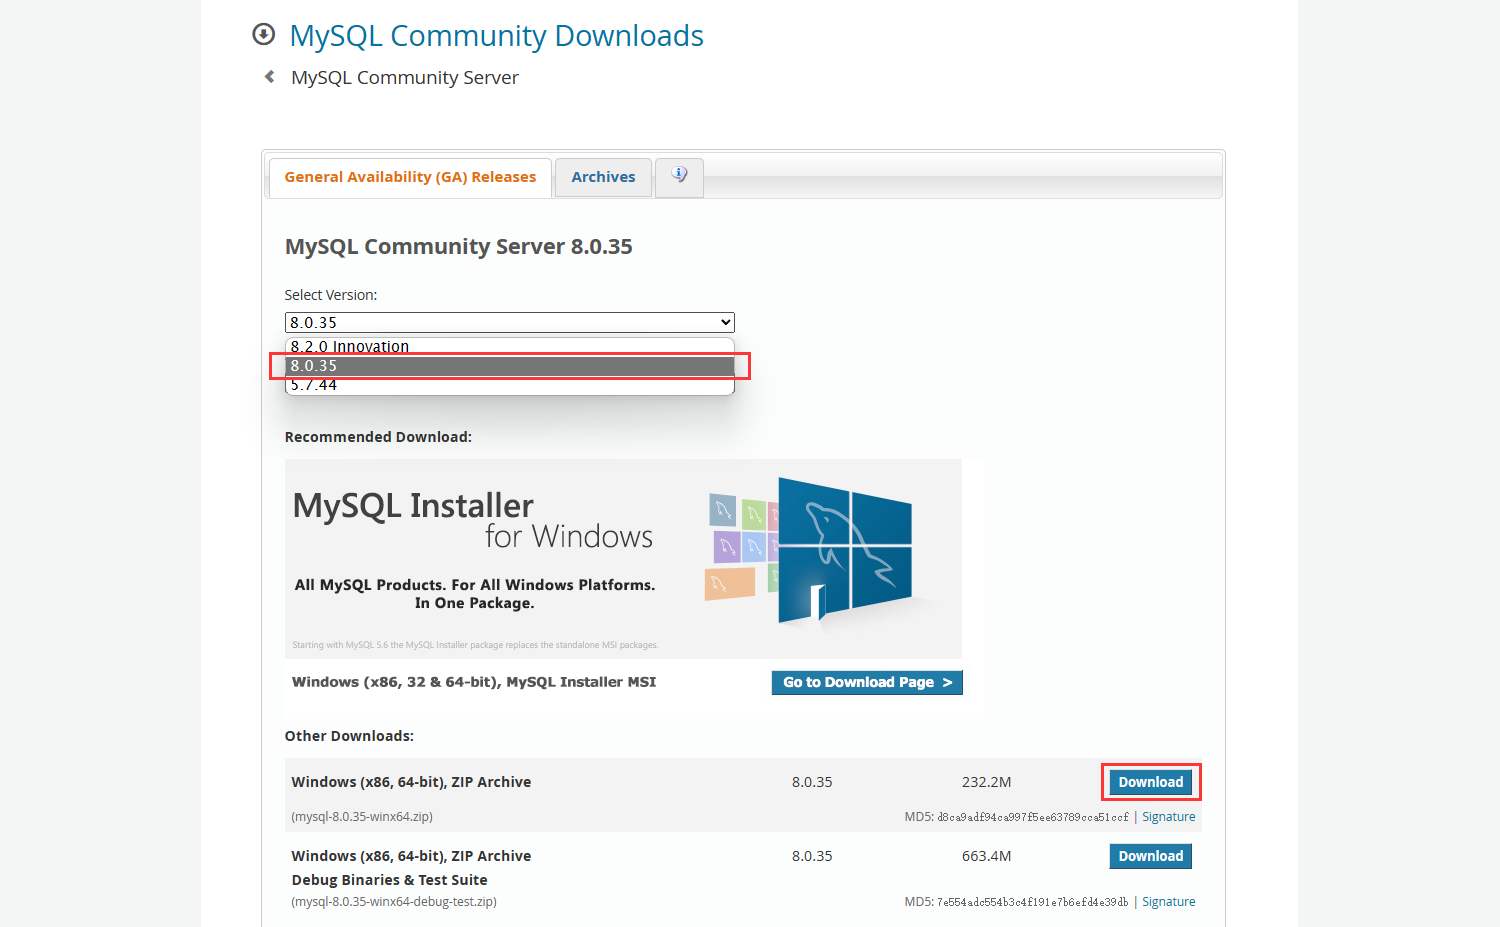 MySQL Community Downloads
MySQL Community Server
General Availability (GA) Releases
Archives
MySQL Community Server 8.0.35
Select Version:
8.0.35
8.2.0 Innovation
8.0.35
5.7.44
Recommended Download:
MySQL Installer
for Windows
All MySQL Products. For All Windows Platforms.
In One Package.
Starting with MySQL 5.6 the MySQL Installer package replaces the standalone MSI packages.
Windows (x86, 32 & 64-bit), MySQL Installer MSI
Go to Download Page >
Other Downloads:
Windows (x86, 64-bit), ZIP Archive 8.0.35 232.2M Download
(mysql-8.0.35-winx64.zip) MD5: d8ca9adf94ca997f5ee63789cca51ccf | Signature
Windows (x86, 64-bit), ZIP Archive 8.0.35 663.4M Download
Debug Binaries & Test Suite
(mysql-8.0.35-winx64-debug-test.zip) MD5: 7e554adc554b3c4f191e7b6efd4e39db | Signature